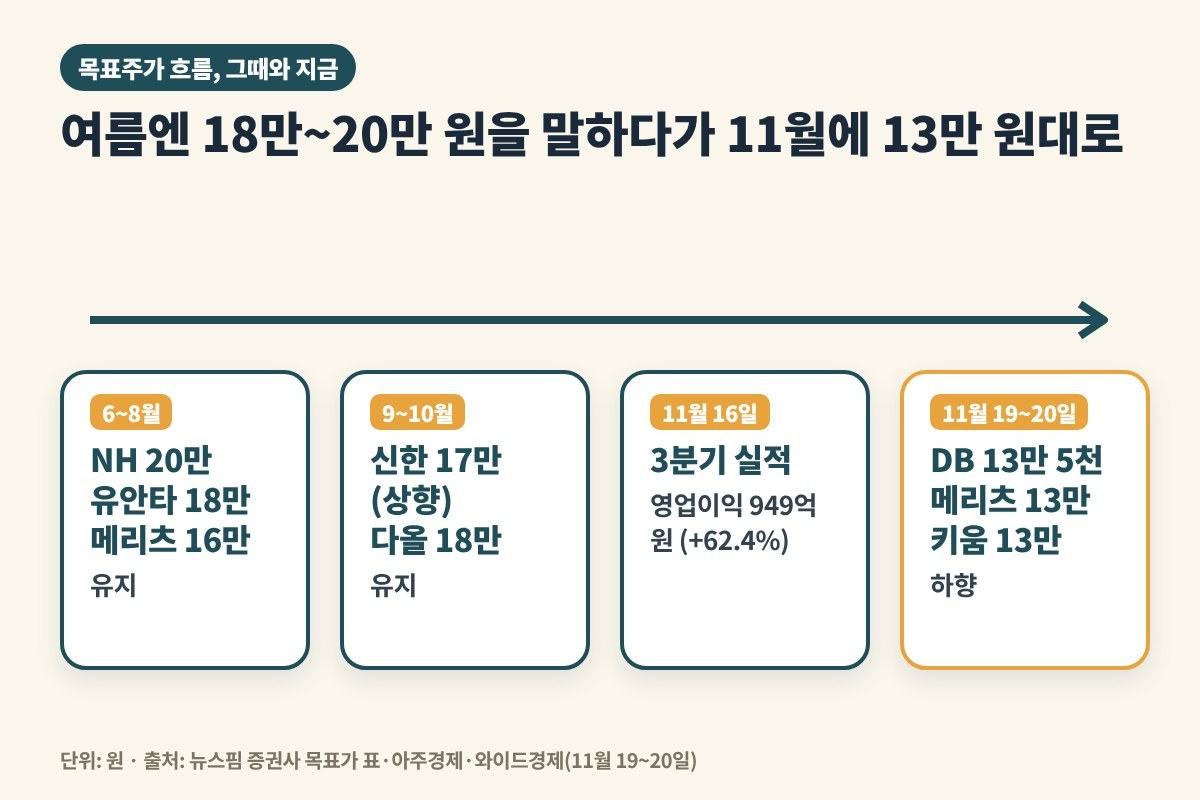 목표주가 흐름, 그때와 지금
여름엔 18만~20만 원을 말하다가 11월에 13만 원대로
6~8월
NH 20만
유안타 18만
메리츠 16만
유지
9~10월
신한 17만
(상향)
다올 18만
유지
11월 16일
3분기 실적
영업이익 949억
원 (+62.4%)
11월 19~20일
DB 13만 5천
메리츠 13만
키움 13만
하향
단위: 원 · 출처: 뉴스핌 증권사 목표가 표·아주경제·와이드경제(11월 19~20일)